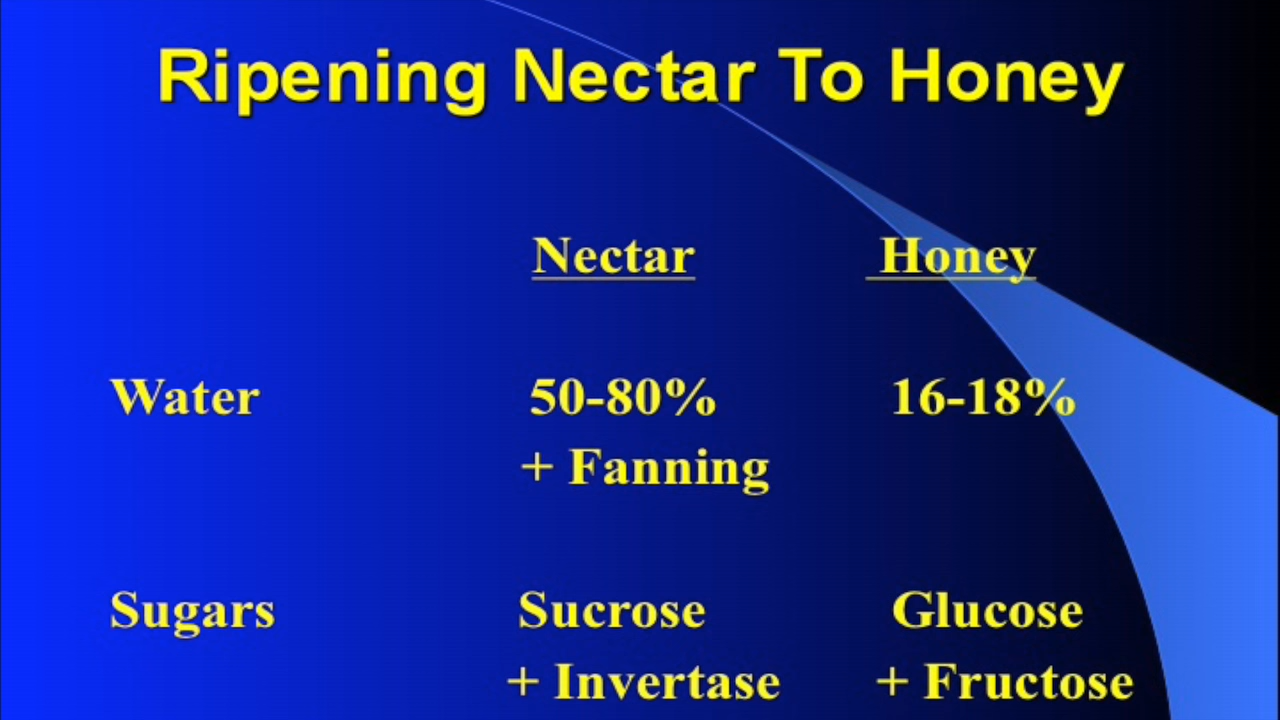 Ripening Nectar To Honey
Nectar Honey
Water 50-80% 16-18%
+ Fanning
Sugars Sucrose Glucose
+ Invertase + Fructose